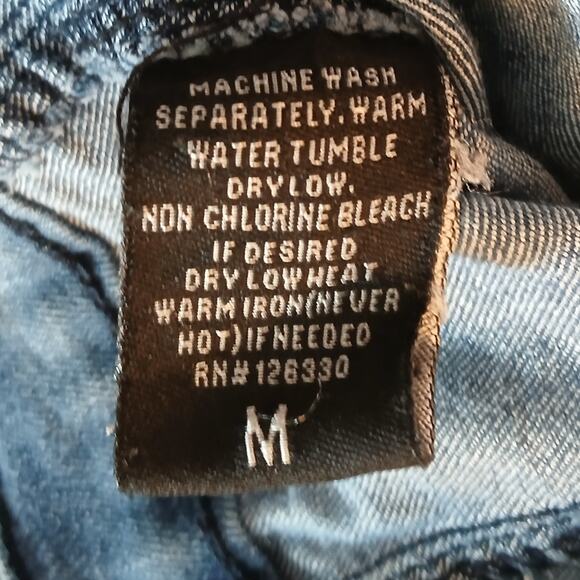 MACHINE WASH
SEPARATELY. WARM
WATER TUMBLE
DRY LOW.
NON CHLORINE BLEACH
IF DESIRED
DRY LOW HEAT
WARM IRON(NEVER
HOT)IF NEEDED
RN# 126330
M